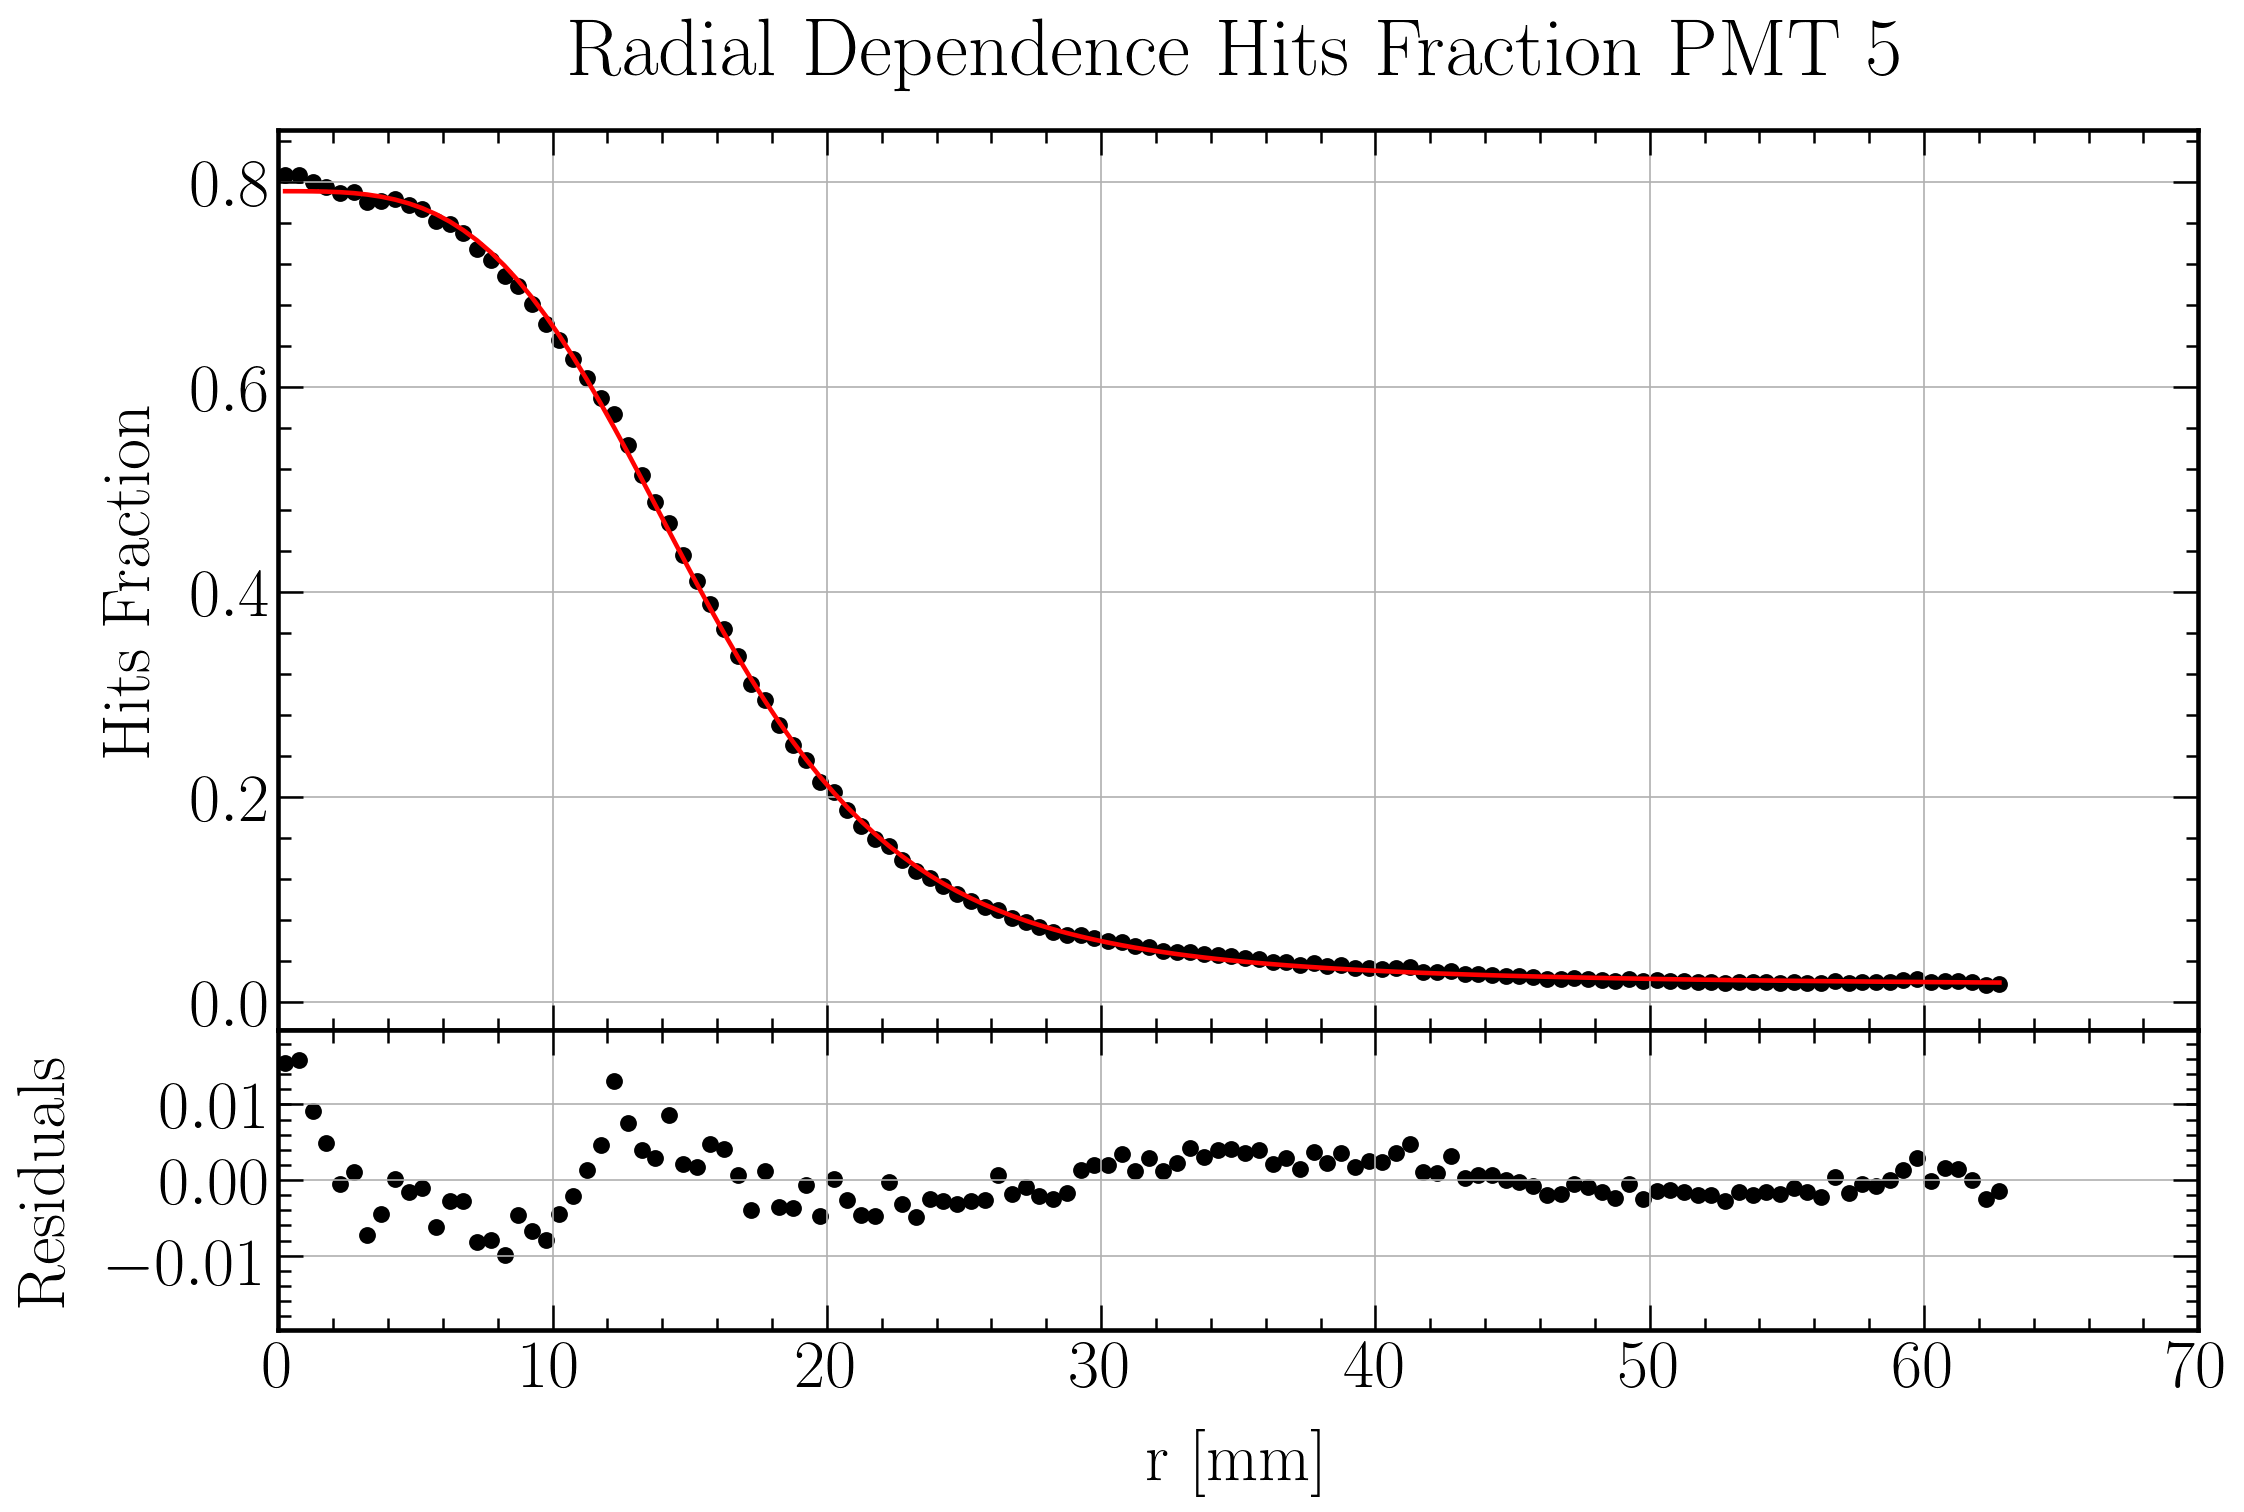 Radial Dependence Hits Fraction PMT 5
Hits Fraction
0.8
0.6
0.4
0.2
0.0
Residuals
0.01
0.00
−0.01
0 10 20 30 40 50 60 70
r [mm]